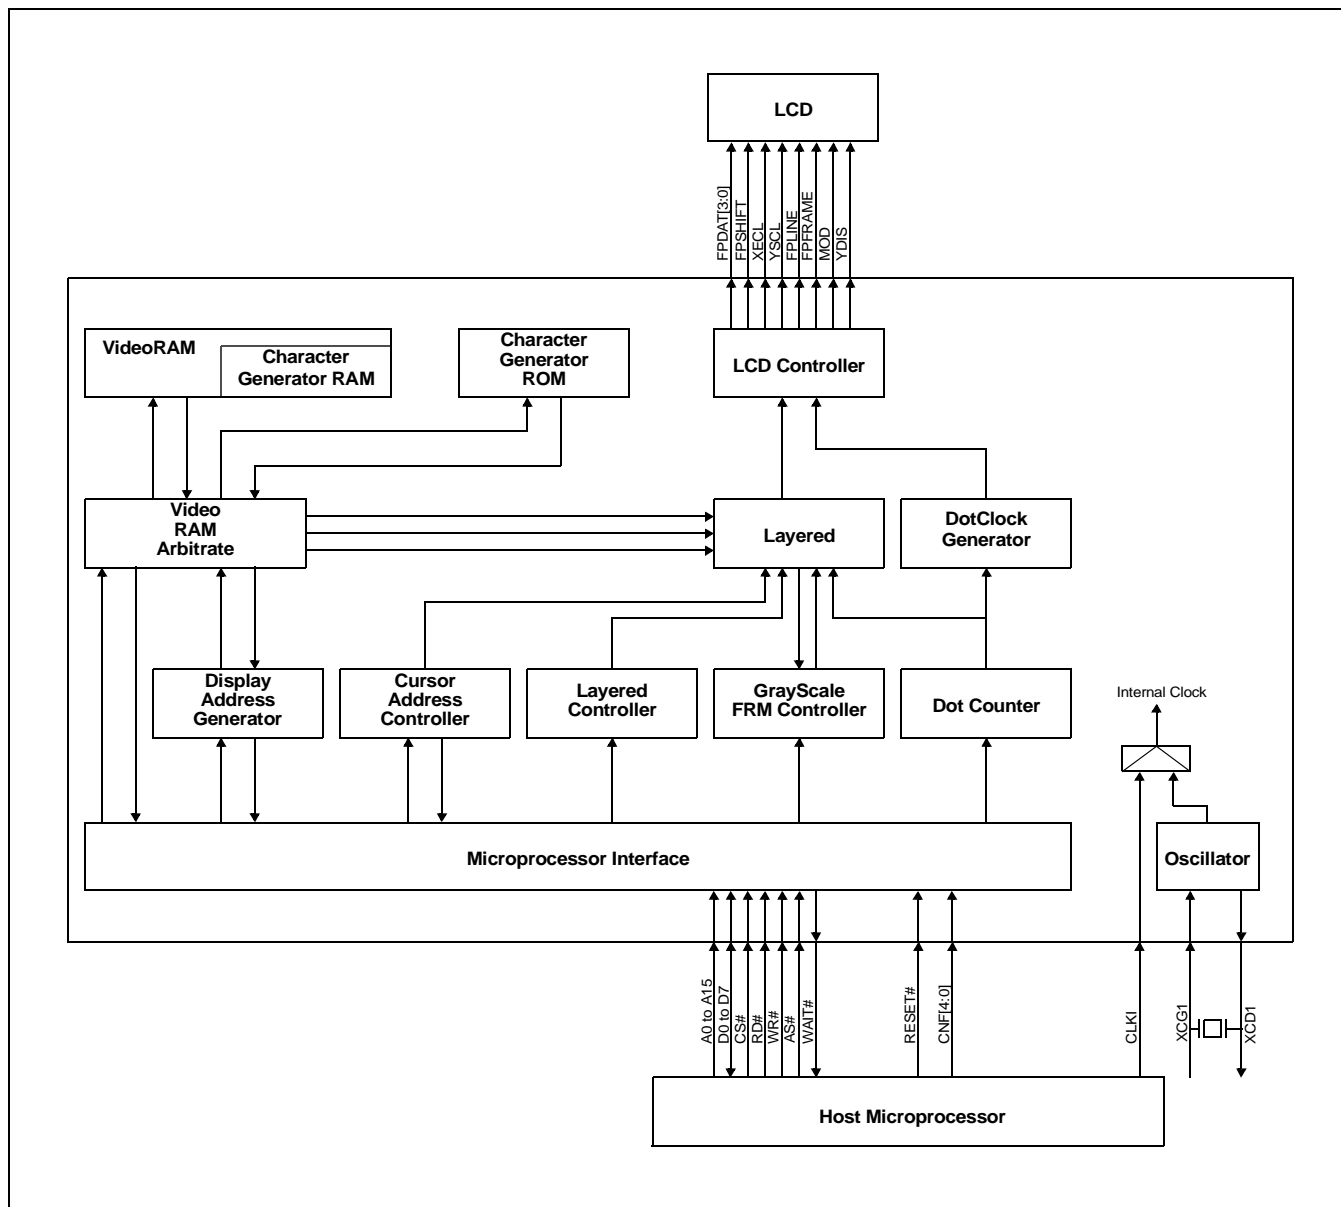 LCD
FPDAT[3:0]
FPSHIFT
XECL
YSCL
FPLINE
FPFRAME
MOD
YDIS
VideoRAM
Character
Generator RAM
Character
Generator
ROM
LCD Controller
Video
RAM
Arbitrate
Layered
DotClock
Generator
Display
Address
Generator
Cursor
Address
Controller
Layered
Controller
GrayScale
FRM Controller
Dot Counter
Internal Clock
Microprocessor Interface
Oscillator
A0 to A15
D0 to D7
CS#
RD#
WR#
AS#
WAIT#
RESET#
CNF[4:0]
CLKI
XCG1
XCD1
Host Microprocessor